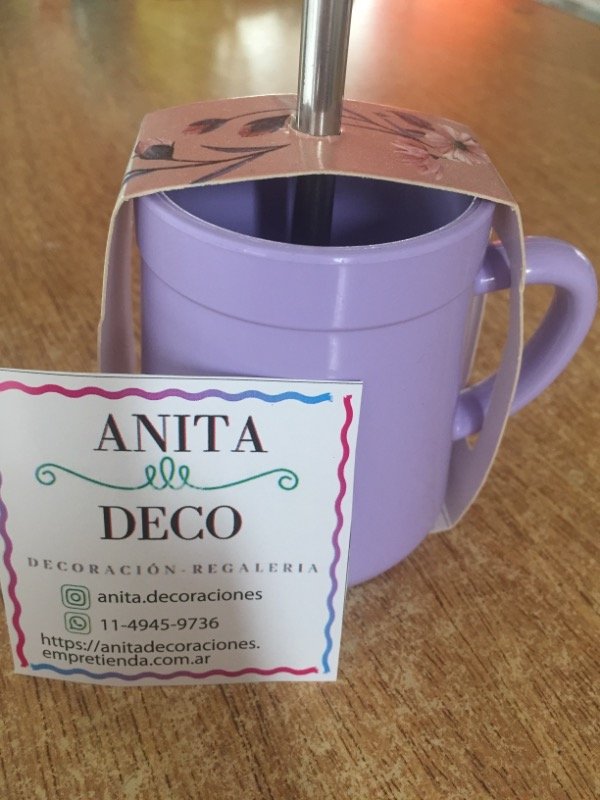 ANITA
DECO
DECORACIÓN-REGALERIA
anita.decoraciones
11-4945-9736
https://anitadecoraciones.
empretienda.com.ar